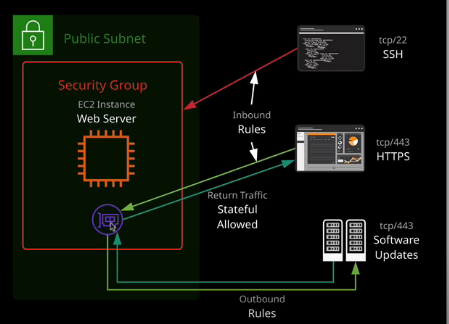 Public Subnet
tcp/22
SSH
Security Group
EC2 Instance
Web Server
Inbound
Rules
tcp/443
HTTPS
Return Traffic
Stateful
Allowed
tcp/443
Software
Updates
Outbound
Rules